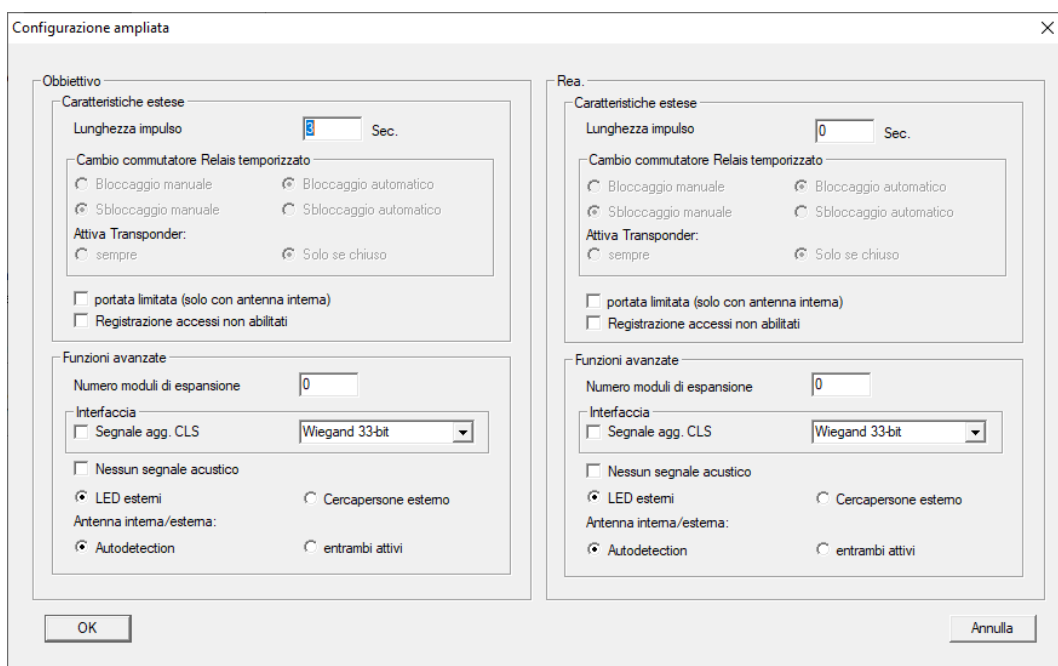 Configurazione ampliata
Obbiettivo
Caratteristiche estese
Lunghezza impulso 3 Sec.
Cambio commutatore Relais temporizzato
Bloccaggio manuale Bloccaggio automatico
Sbloccaggio manuale Sbloccaggio automatico
Attiva Transponder:
sempre Solo se chiuso
portata limitata (solo con antenna interna)
Registrazione accessi non abilitati
Funzioni avanzate
Numero moduli di espansione 0
Interfaccia
Segnale agg. CLS Wiegand 33-bit
Nessun segnale acustico
LED esterni Cercapersone esterno
Antenna interna/esterna:
Autodetection entrambi attivi
Rea.
Caratteristiche estese
Lunghezza impulso 0 Sec.
Cambio commutatore Relais temporizzato
Bloccaggio manuale Bloccaggio automatico
Sbloccaggio manuale Sbloccaggio automatico
Attiva Transponder:
sempre Solo se chiuso
portata limitata (solo con antenna interna)
Registrazione accessi non abilitati
Funzioni avanzate
Numero moduli di espansione 0
Interfaccia
Segnale agg. CLS Wiegand 33-bit
Nessun segnale acustico
LED esterni Cercapersone esterno
Antenna interna/esterna:
Autodetection entrambi attivi
OK Annulla